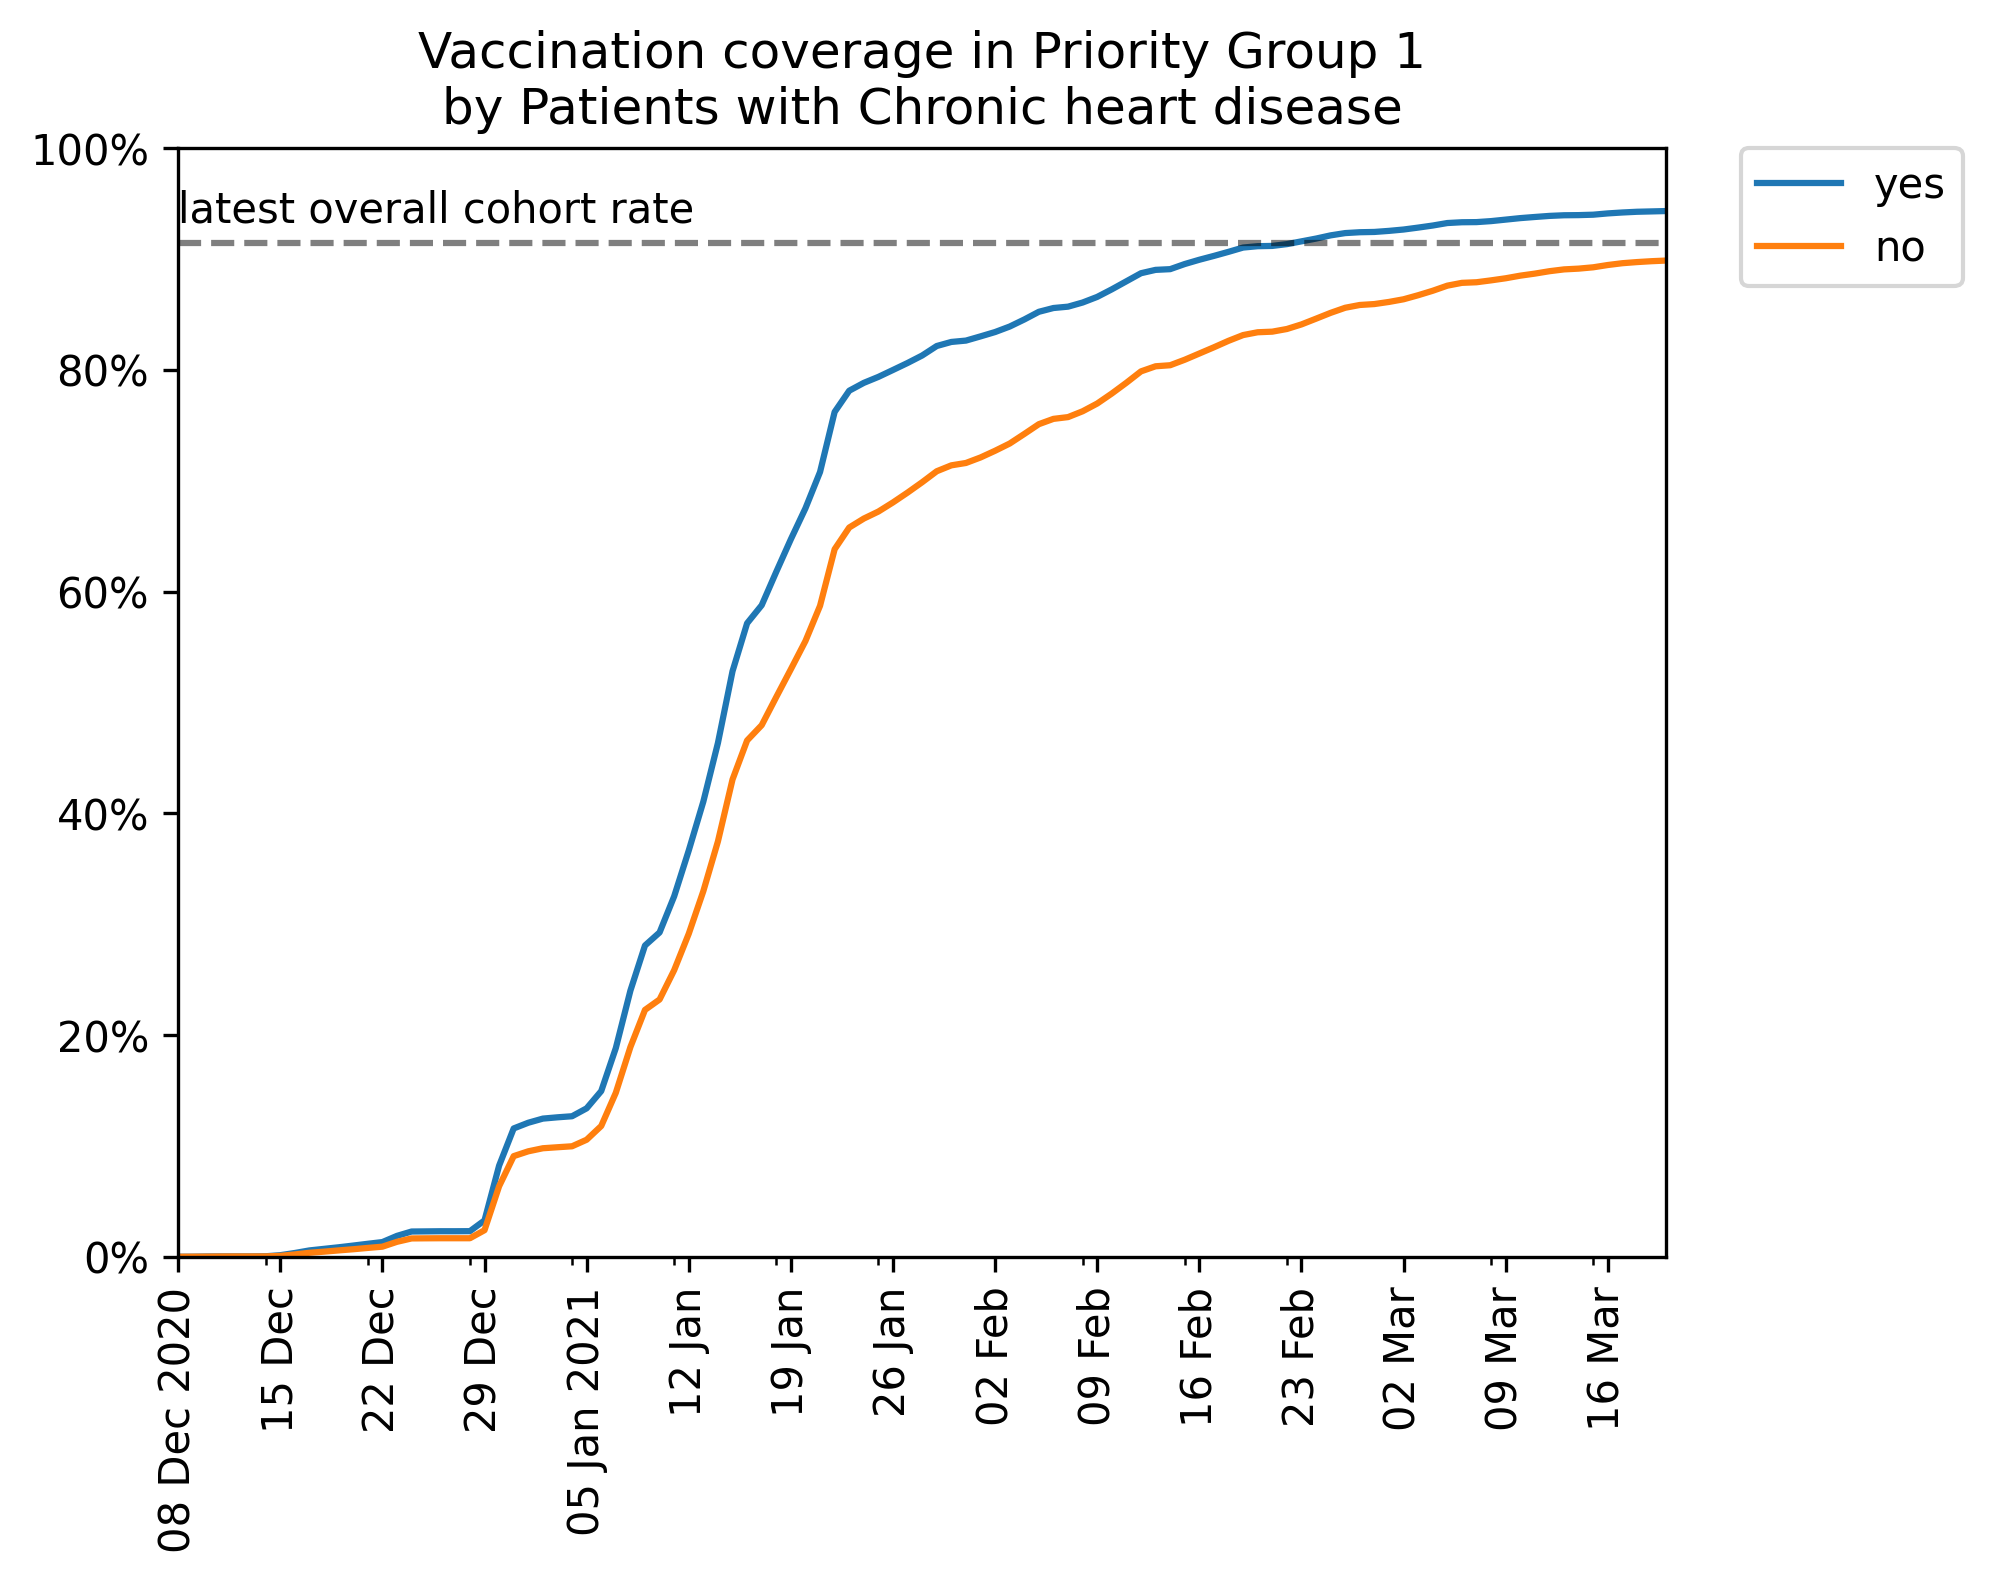 Vaccination coverage in Priority Group 1
by Patients with Chronic heart disease
100%
80%
60%
40%
20%
0%
latest overall cohort rate
yes
no
08 Dec 2020
15 Dec
22 Dec
29 Dec
05 Jan 2021
12 Jan
19 Jan
26 Jan
02 Feb
09 Feb
16 Feb
23 Feb
02 Mar
09 Mar
16 Mar